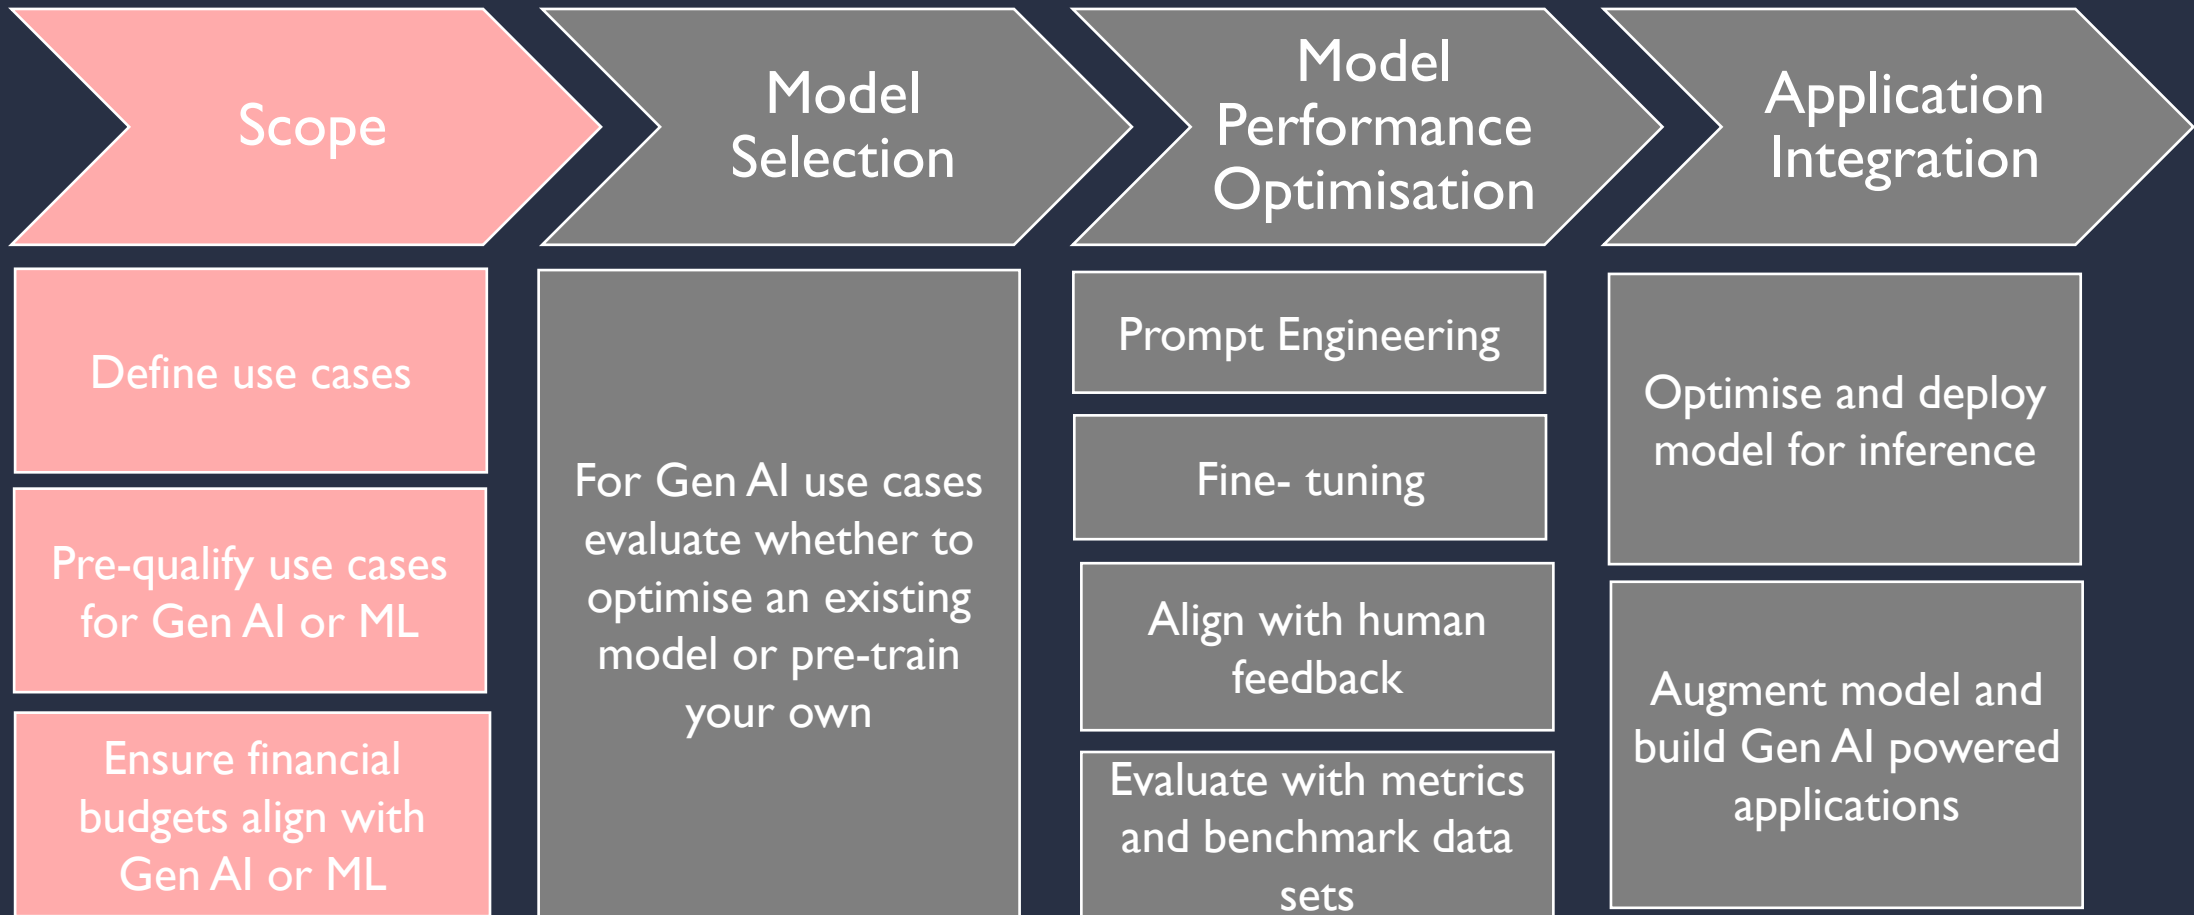 Scope
Model
Selection
Model
Performance
Optimisation
Application
Integration
Define use cases
Pre-qualify use cases
for Gen AI or ML
Ensure financial
budgets align with
Gen AI or ML
For Gen AI use cases
evaluate whether to
optimise an existing
model or pre-train
your own
Prompt Engineering
Fine- tuning
Align with human
feedback
Evaluate with metrics
and benchmark data
sets
Optimise and deploy
model for inference
Augment model and
build Gen AI powered
applications